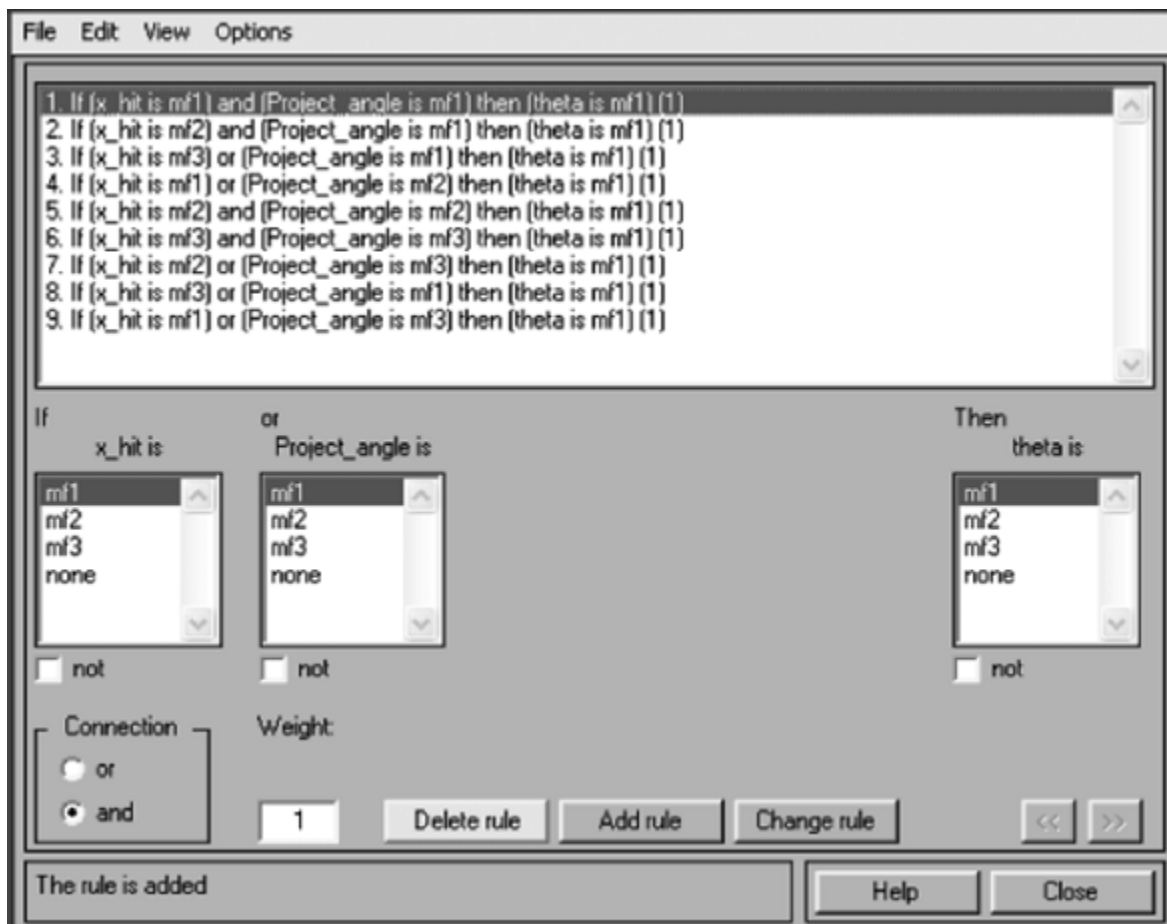 File Edit View Options
1. If (x_hit is mf1) and (Project_angle is mf1) then (theta is mf1) (1)
2. If (x_hit is mf2) and (Project_angle is mf1) then (theta is mf1) (1)
3. If (x_hit is mf3) or (Project_angle is mf1) then (theta is mf1) (1)
4. If (x_hit is mf1) or (Project_angle is mf2) then (theta is mf1) (1)
5. If (x_hit is mf2) and (Project_angle is mf2) then (theta is mf1) (1)
6. If (x_hit is mf3) and (Project_angle is mf3) then (theta is mf1) (1)
7. If (x_hit is mf2) or (Project_angle is mf3) then (theta is mf1) (1)
8. If (x_hit is mf3) or (Project_angle is mf1) then (theta is mf1) (1)
9. If (x_hit is mf1) or (Project_angle is mf3) then (theta is mf1) (1)
If
x_hit is
mf1
mf2
mf3
none
not
or
Project_angle is
mf1
mf2
mf3
none
not
Then
theta is
mf1
mf2
mf3
none
not
Connection
or
and
Weight:
1
Delete rule
Add rule
Change rule
<<
>>
The rule is added
Help
Close